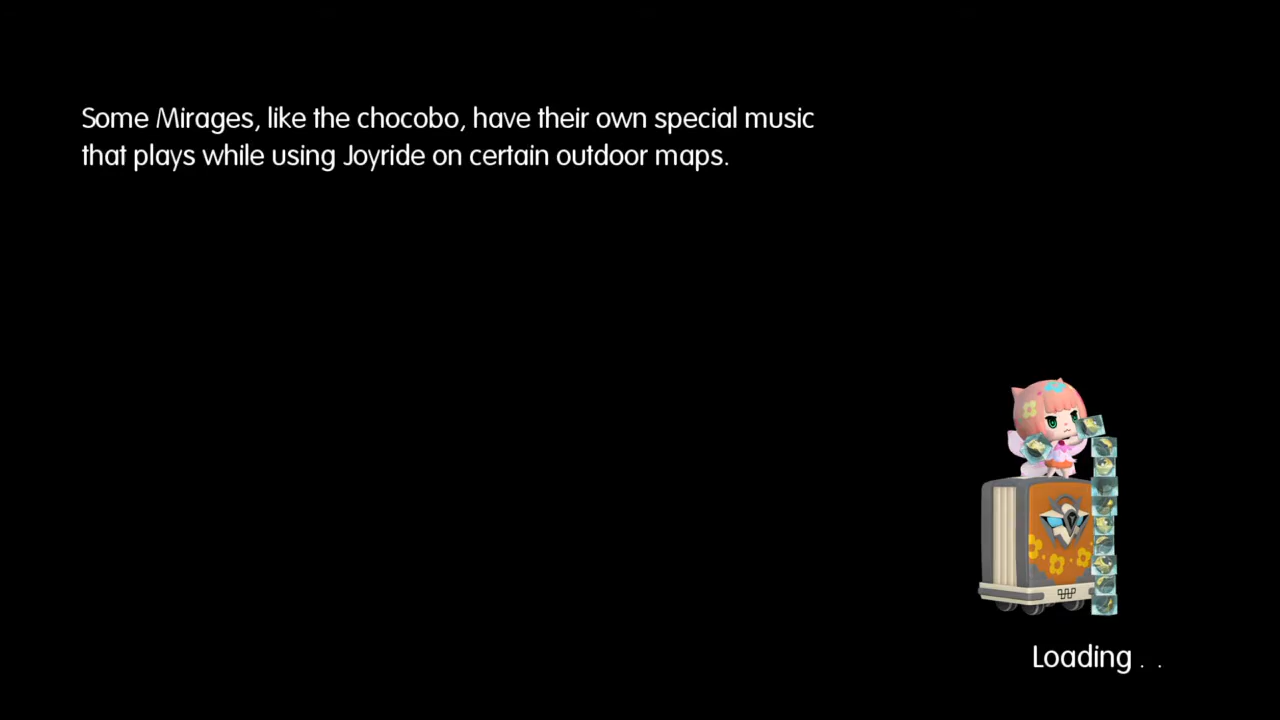 Some Mirages, like the chocobo, have their own special music
that plays while using Joyride on certain outdoor maps.
Loading . .